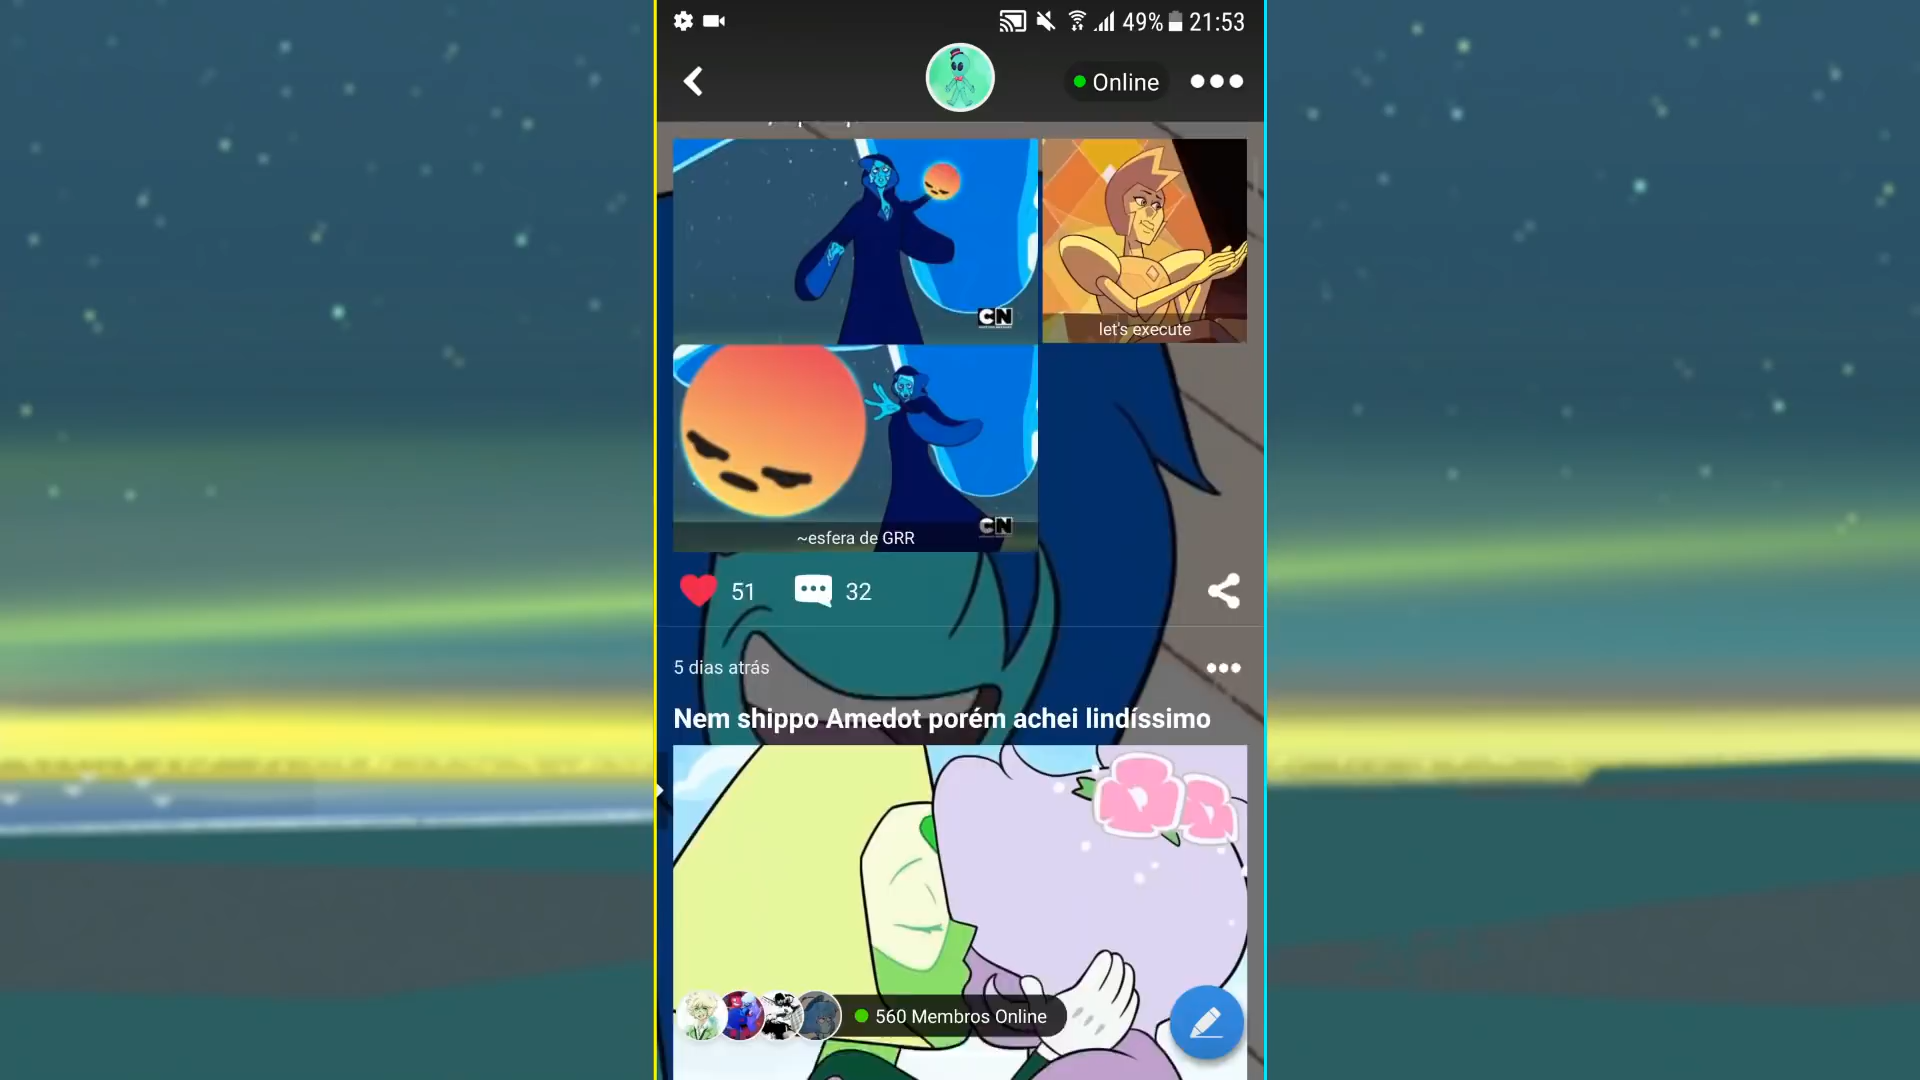 49% 21:53
Online
CN
let's execute
CN
~esfera de GRR
51 32
5 dias atrás
Nem shippo Amedot porém achei lindíssimo
560 Membros Online